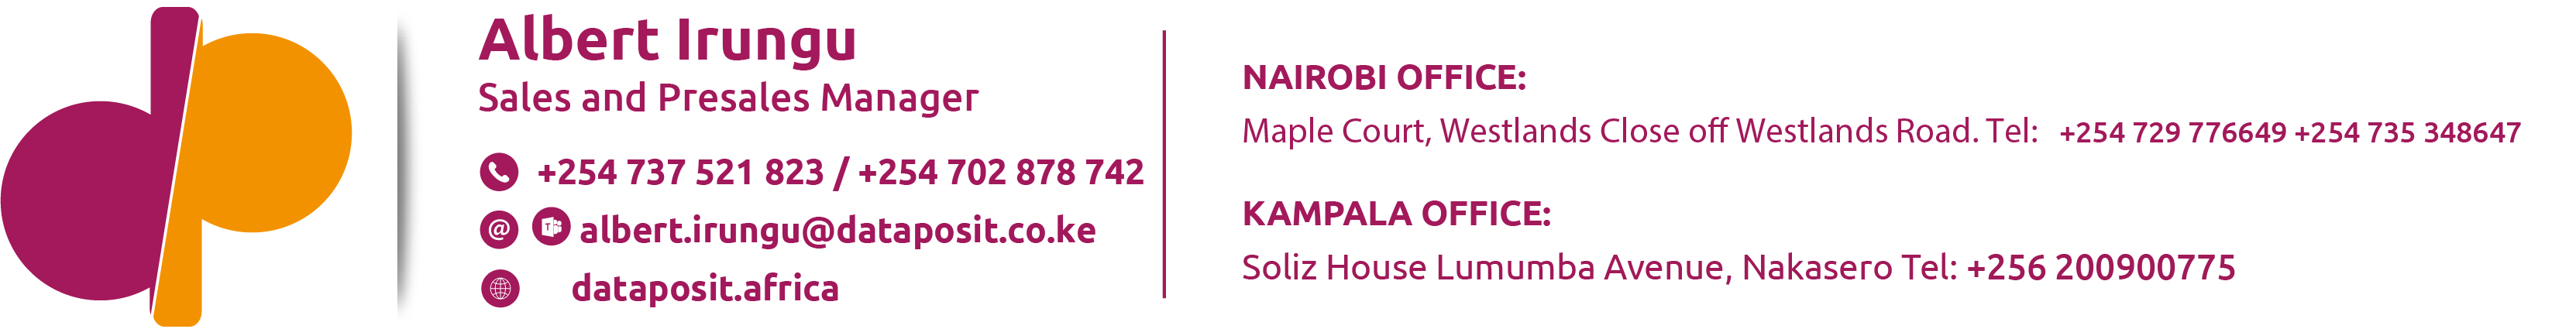 Albert Irungu
Sales and Presales Manager
+254 737 521 823 / +254 702 878 742
albert.irungu@dataposit.co.ke
dataposit.africa
NAIROBI OFFICE:
Maple Court, Westlands Close off Westlands Road. Tel: +254 729 776649 +254 735 348647
KAMPALA OFFICE:
Soliz House Lumumba Avenue, Nakasero Tel: +256 200900775